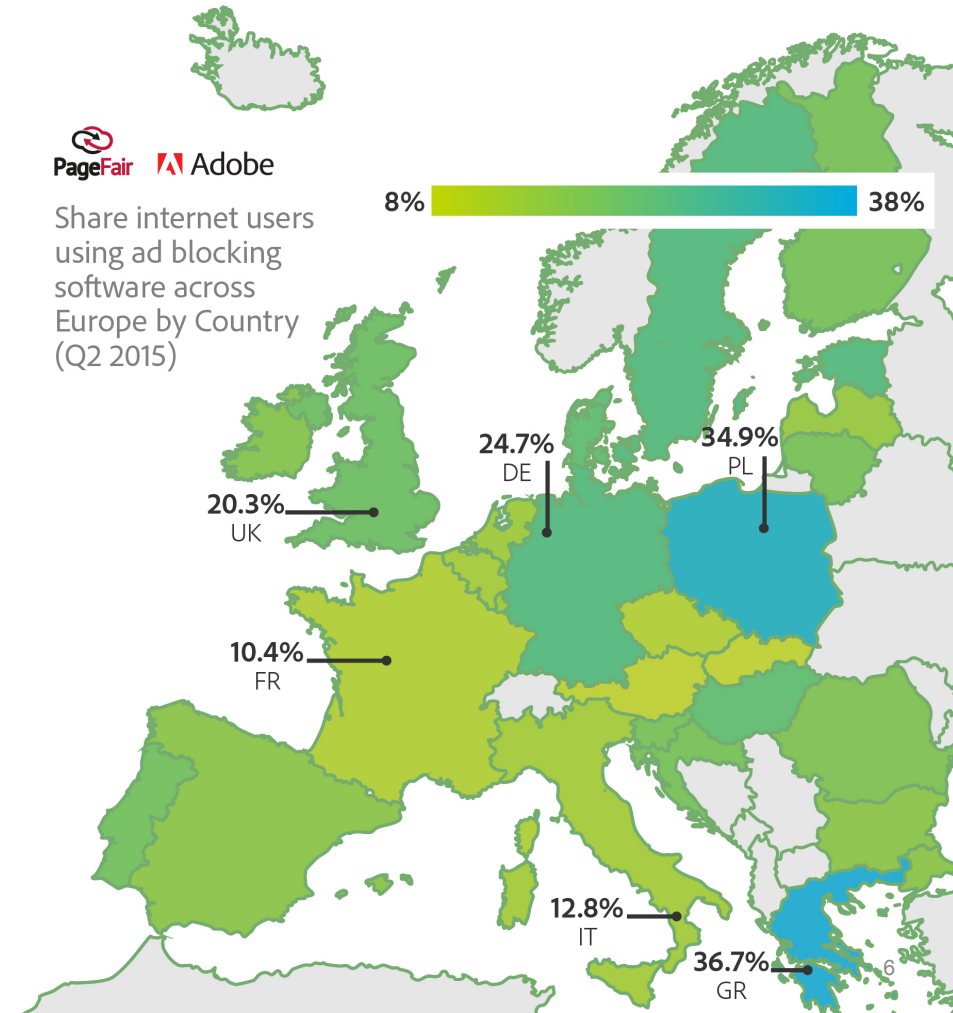 PageFair Adobe
8% 38%
Share internet users
using ad blocking
software across
Europe by Country
(Q2 2015)
24.7%
DE
34.9%
PL
20.3%
UK
10.4%
FR
12.8%
IT
36.7%
GR
6